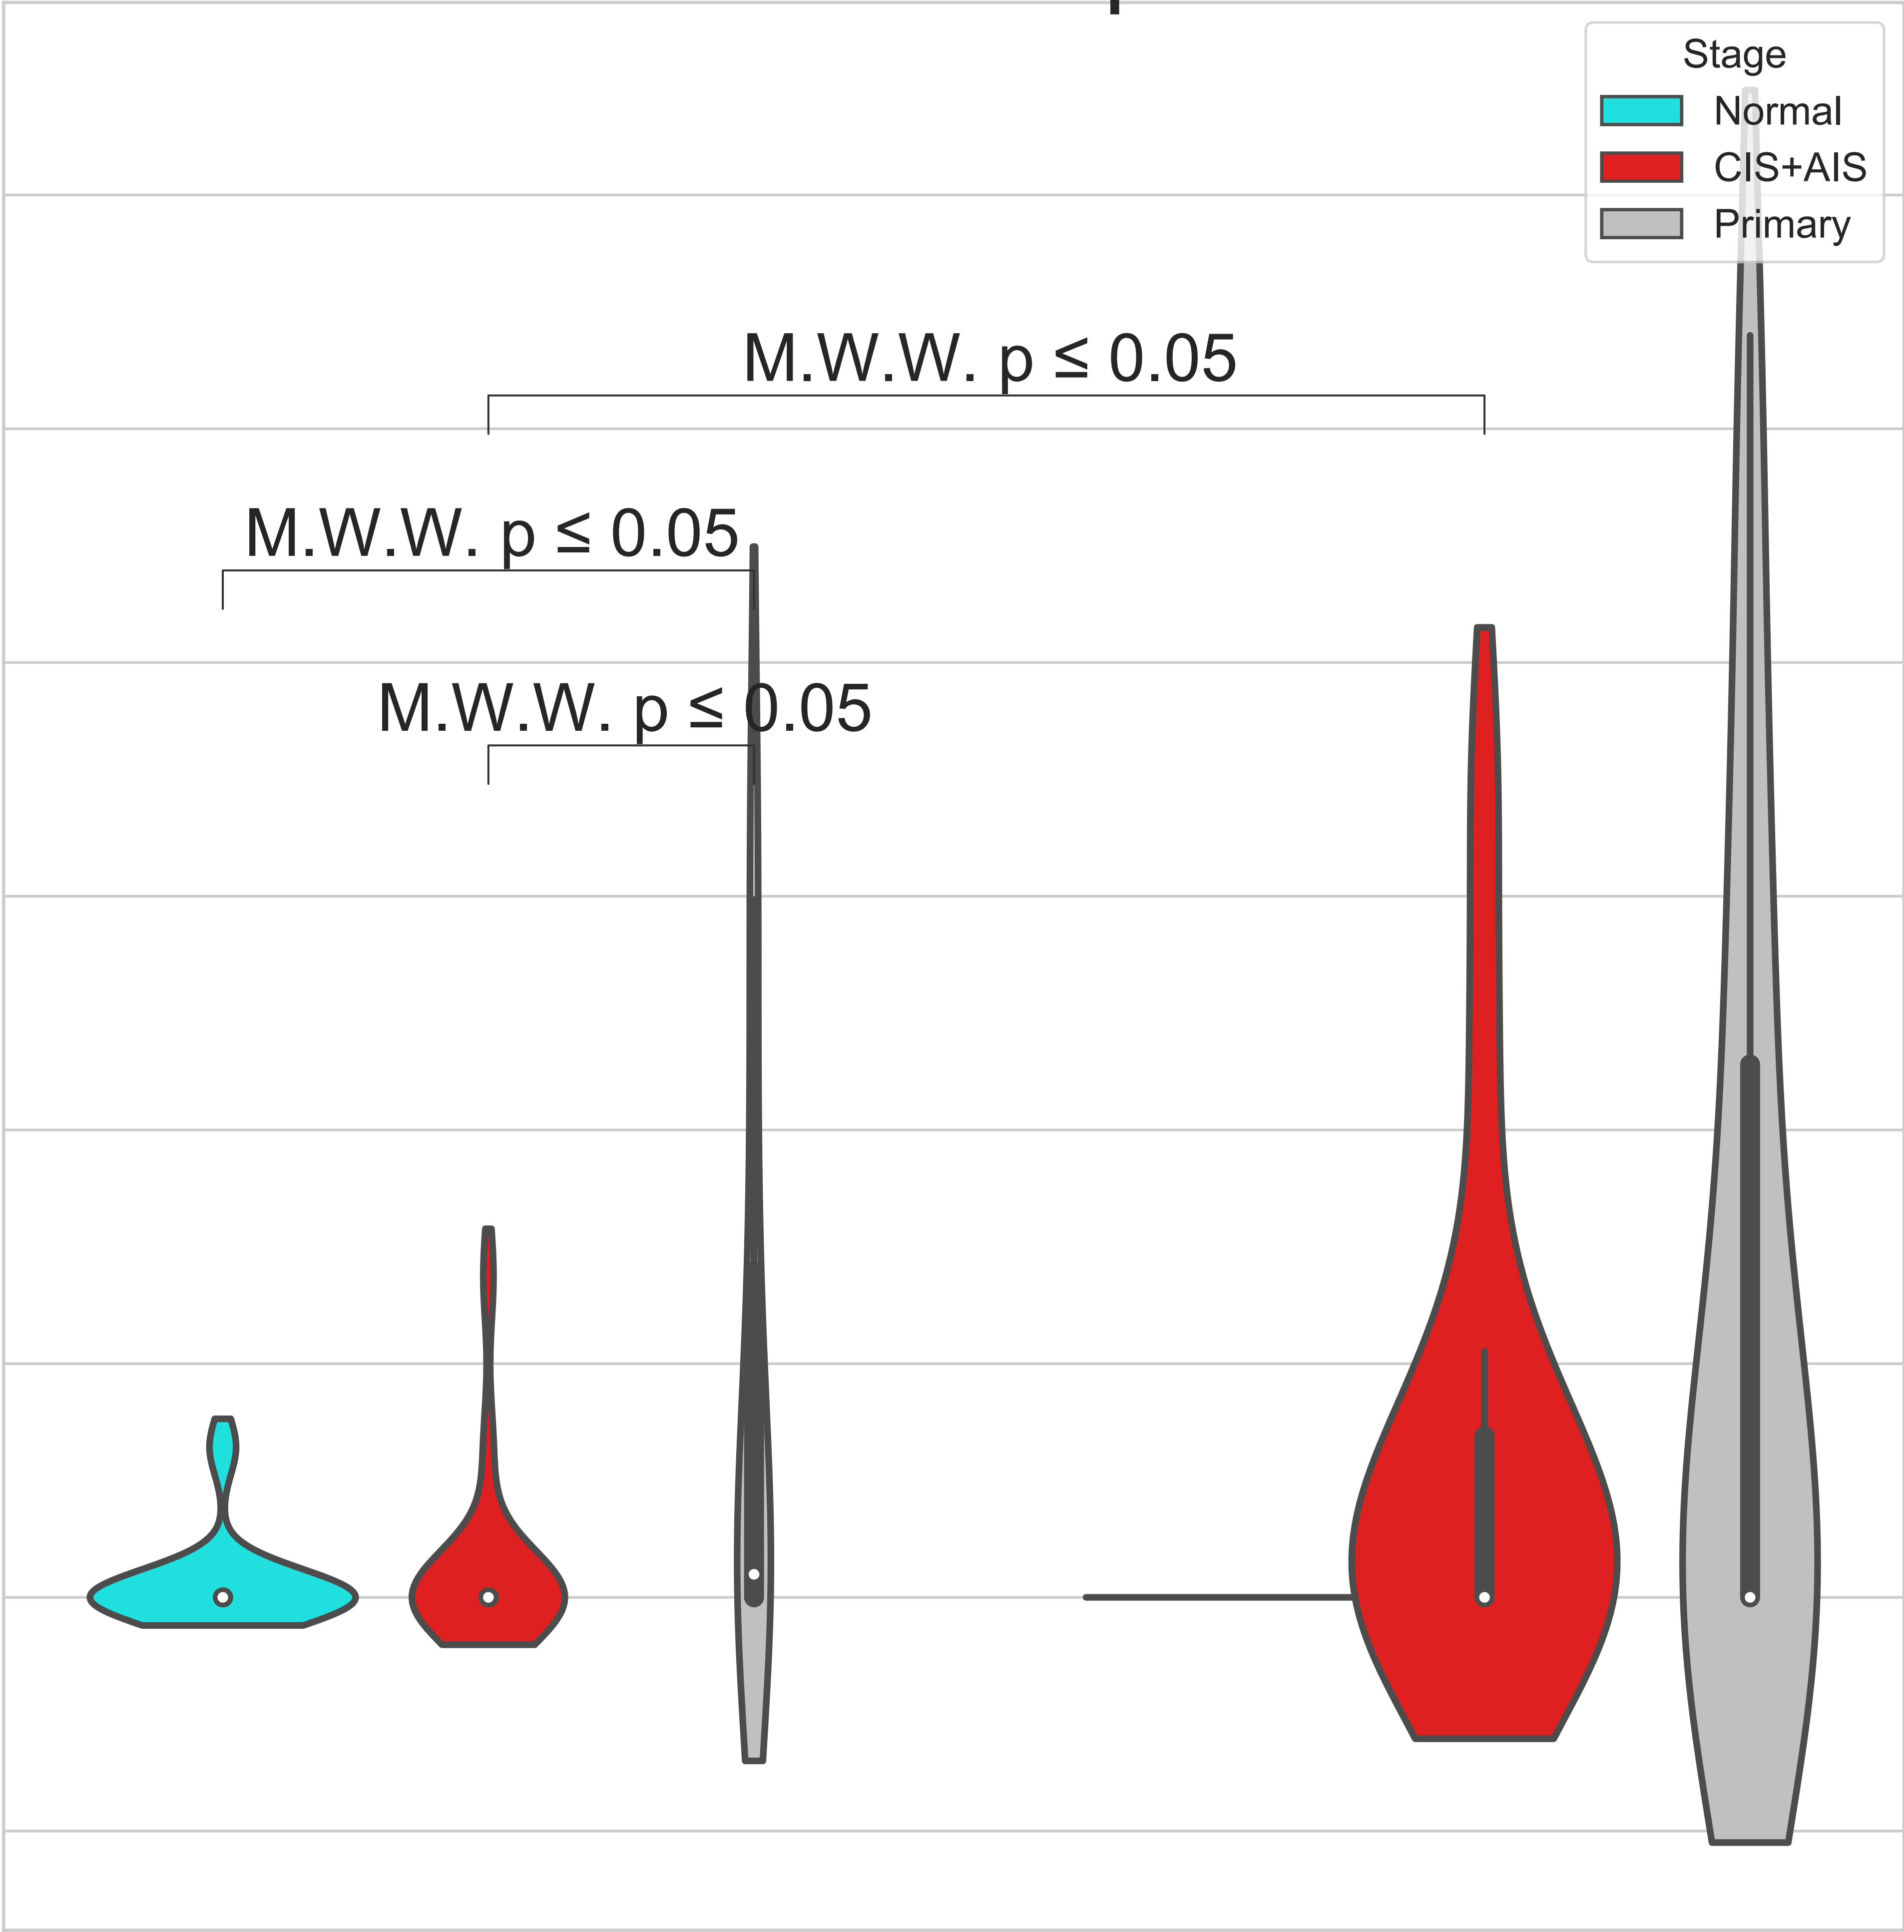 Stage
Normal
CIS+AIS
Primary
M.W.W. p ≤ 0.05
M.W.W. p ≤ 0.05
M.W.W. p ≤ 0.05